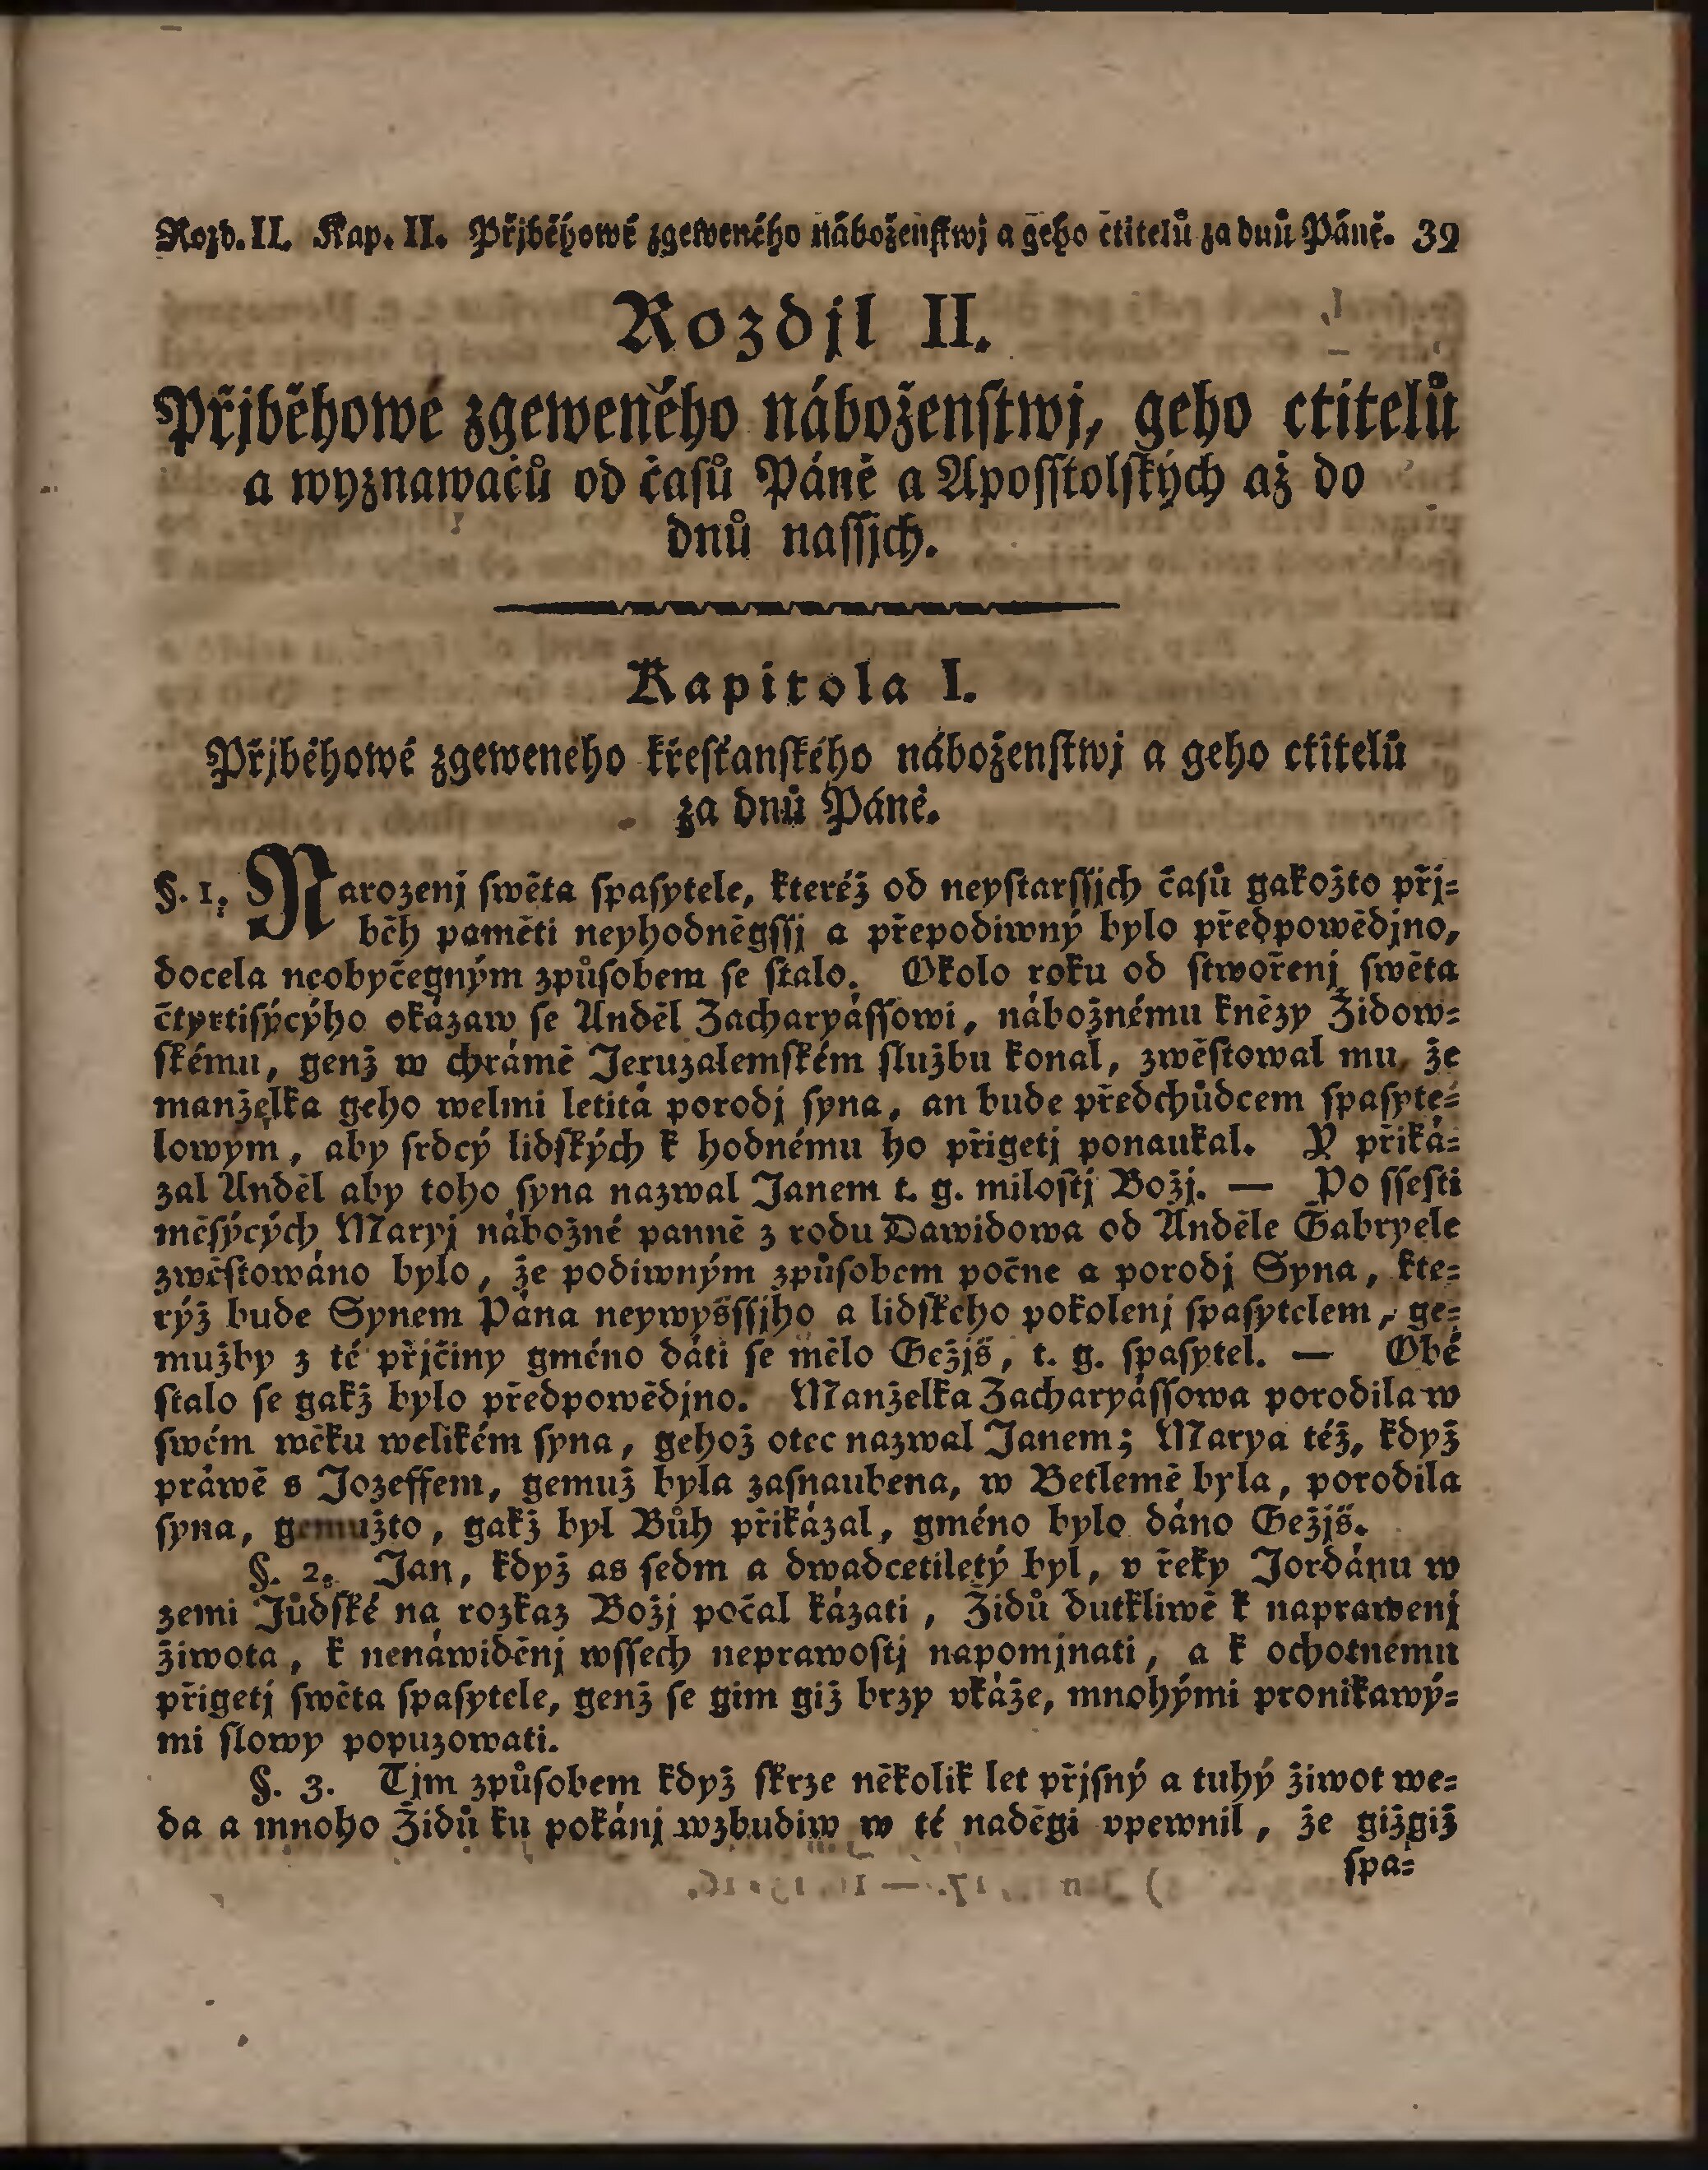 Rozd. II. Kap. II. Přjběhowé zgeweného náboženſtwj a geho ctitelů za dnů Páně. 39
Rozdjl II.
Přjběhowé zgeweného náboženſtwj, geho ctitelů
a wyznawačů od časů Páně a Apoſſtolſkých až do
dnů naſſjch.
Kapitola I.
Přjběhowé zgeweného křeſťanſkého náboženſtwj a geho ctitelů
za dnů Páně.
§. 1. Narozenj ſwěta ſpaſytele, kteréž od neyſtarſſjch časů gakožto přj-
běh paměti neyhodněgſſj a přepodiwný bylo předpowědjno,
docela neobyčegným způſobem ſe ſtalo. Okolo roku od ſtwořenj ſwěta
čtyrtiſýcýho okázaw ſe Anděl Zacharyáſſowi, nábožnému kněžy Židow-
ſkému, genž w chrámě Jeruzalemſkém ſlužbu konal, zwěſtowal mu, že
manželka geho welmi letitá porodj ſyna, an bude předchůdcem ſpaſyte-
lowým, aby ſrdcý lidſkých k hodnému ho přigetj ponaukal. Y přiká-
zal Anděl aby toho ſyna nazwal Janem t. g. miloſtj Božj. — Po ſſeſti
měſýcých Maryj nábožné panně z rodu Dawidowa od Anděle Gabryele
zwěſtowáno bylo, že podiwným způſobem počne a porodj Syna, kte-
rýž bude Synem Pána neywyšſſjho a lidſkého pokolenj ſpaſytelem, ge-
mužby z té přjčiny gméno dáti ſe mělo Gežjš, t. g. ſpaſytel. — Obé
ſtalo ſe gakž bylo předpowědjno. Manželka Zacharyáſſowa porodila w
ſwém wěku welikém ſyna, gehož otec nazwal Janem; Marya též, když
práwě s Jozeffem, gemuž byla zaſnaubena, w Betlemě byla, porodila
ſyna, gemužto, gakž byl Bůh přikázal, gméno bylo dáno Gežjš.
§. 2. Jan, když as ſedm a dwadcetiletý byl, v řeky Jordánu w
zemi Jůdſké na rozkaz Božj počal kázati, Židů dutkliwě k naprawenj
žiwota, k nenáwiděnj wſſech neprawoſtj napomjnati, a k ochotnému
přigetj ſwěta ſpaſytele, genž ſe gim giž brzy vkáže, mnohými pronikawý-
mi ſlowy popuzowati.
§. 3. Tjm způſobem když ſkrze několik let přjſný a tuhý žiwot we-
da a mnoho Židů ku pokánj wzbudiw w té naděgi vpewnil, že gižgiž
ſpa-